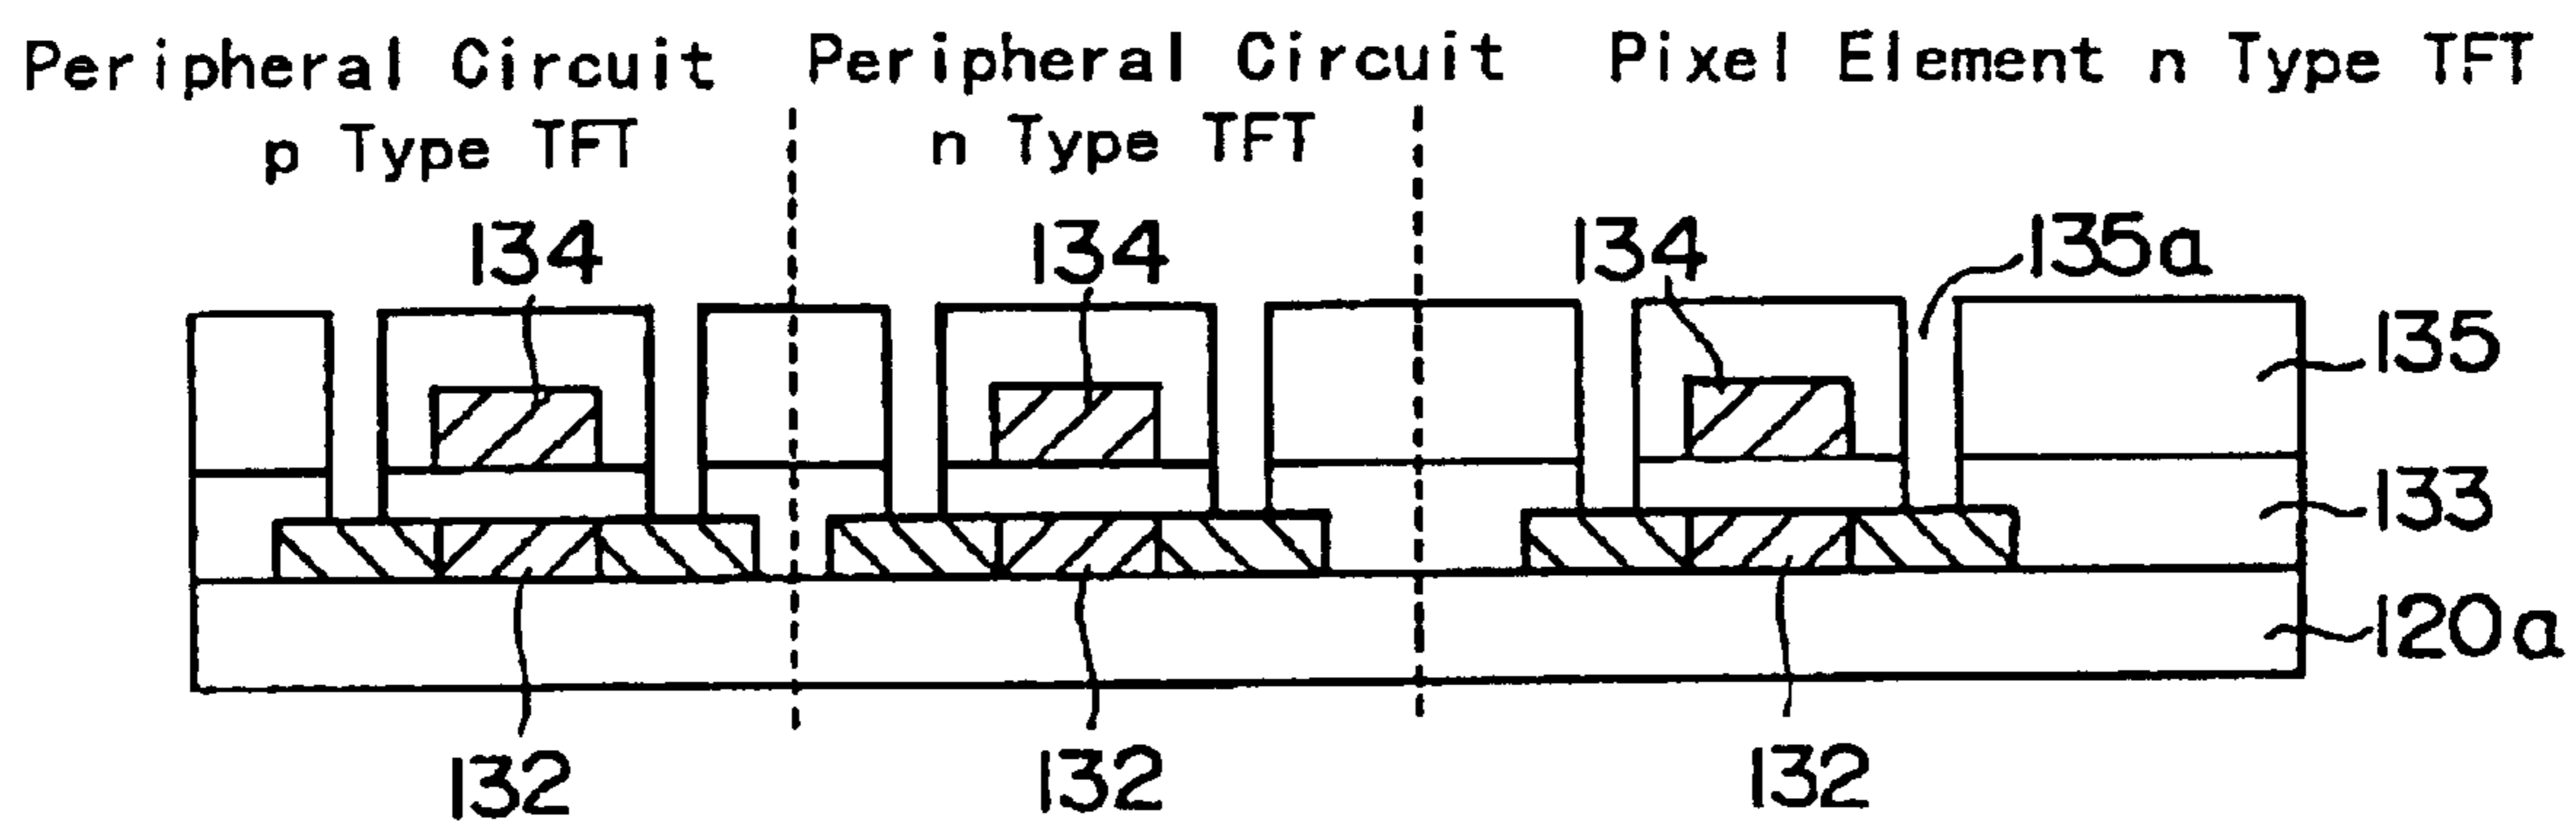 Peripheral Circuit
p Type TFT
Peripheral Circuit
n Type TFT
Pixel Element n Type TFT
134
134
134
135a
135
133
120a
132
132
132